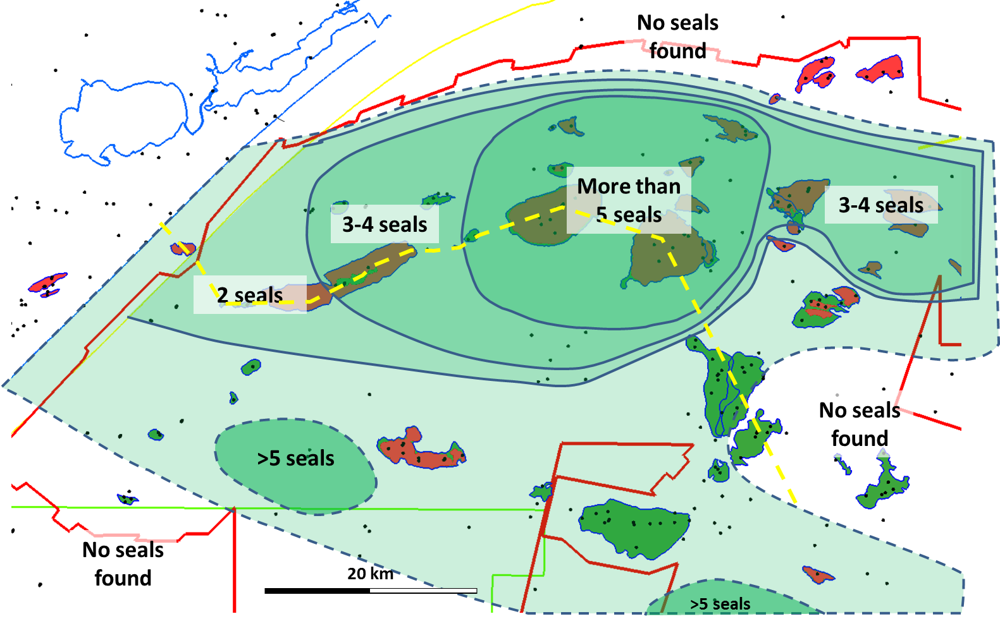 No seals
found
More than
5 seals
3-4 seals
3-4 seals
2 seals
No seals
found
>5 seals
No seals
found
20 km
>5 seals